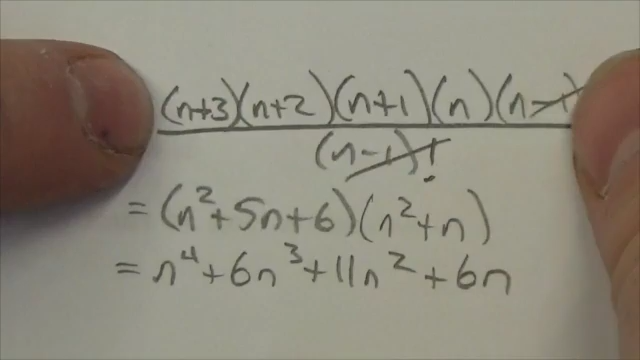 (n+3)(n+2)(n+1)(n)(n-1)
(n-1)!
= (n²+5n+6)(n²+n)
= n⁴+6n³+11n²+6n